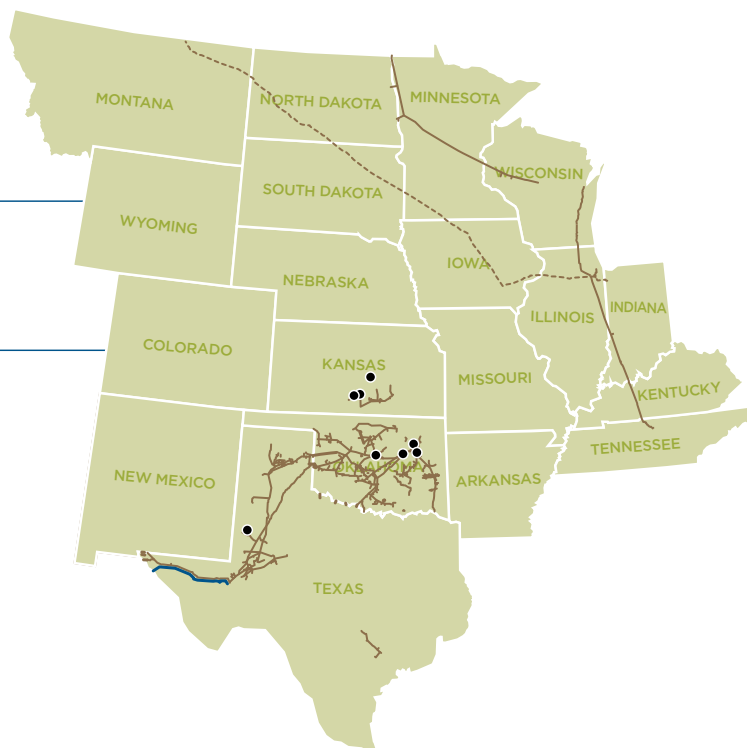 MONTANA
NORTH DAKOTA
MINNESOTA
WISCONSIN
SOUTH DAKOTA
WYOMING
IOWA
NEBRASKA
INDIANA
ILLINOIS
COLORADO
KANSAS
MISSOURI
KENTUCKY
TENNESSEE
NEW MEXICO
OKLAHOMA
ARKANSAS
TEXAS